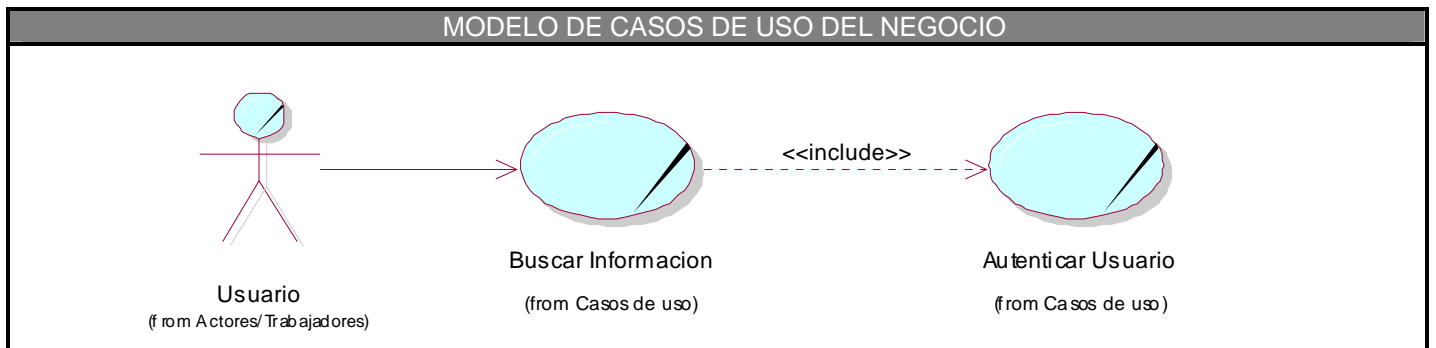 MODELO DE CASOS DE USO DEL NEGOCIO
<<include>>
Buscar Informacion
(from Casos de uso)
Autenticar Usuario
(from Casos de uso)
Usuario
(from Actores/Trabajadores)